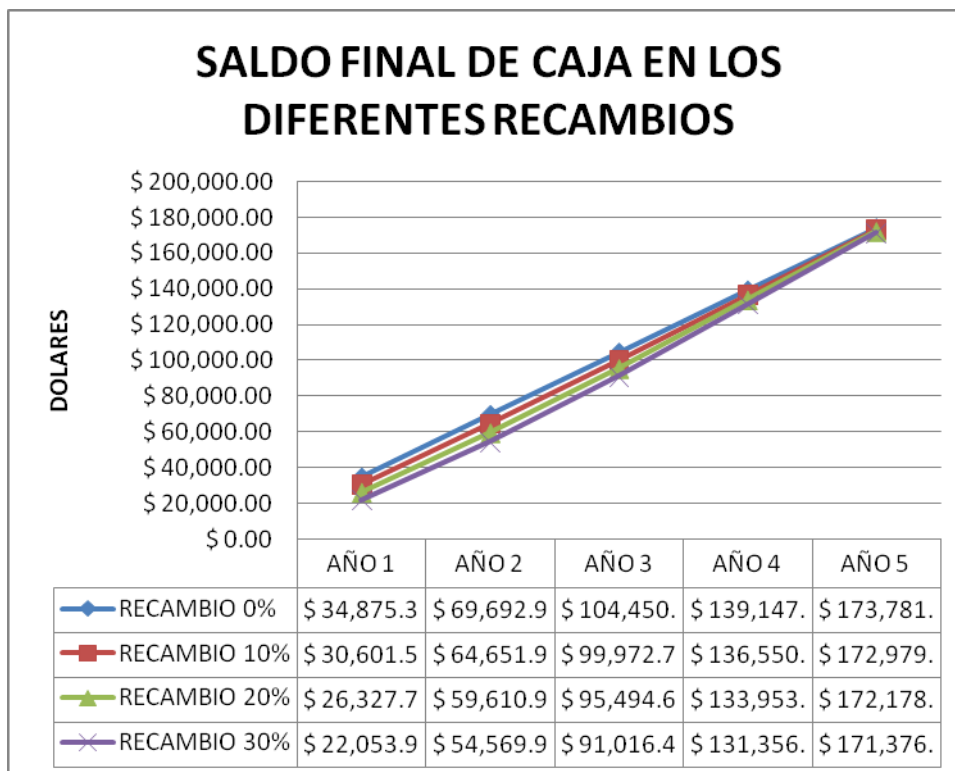 SALDO FINAL DE CAJA EN LOS
DIFERENTES RECAMBIOS
DOLARES
$ 200,000.00
$ 180,000.00
$ 160,000.00
$ 140,000.00
$ 120,000.00
$ 100,000.00
$ 80,000.00
$ 60,000.00
$ 40,000.00
$ 20,000.00
$ 0.00
AÑO 1 AÑO 2 AÑO 3 AÑO 4 AÑO 5
RECAMBIO 0% $ 34,875.3 $ 69,692.9 $ 104,450. $ 139,147. $ 173,781.
RECAMBIO 10% $ 30,601.5 $ 64,651.9 $ 99,972.7 $ 136,550. $ 172,979.
RECAMBIO 20% $ 26,327.7 $ 59,610.9 $ 95,494.6 $ 133,953. $ 172,178.
RECAMBIO 30% $ 22,053.9 $ 54,569.9 $ 91,016.4 $ 131,356. $ 171,376.